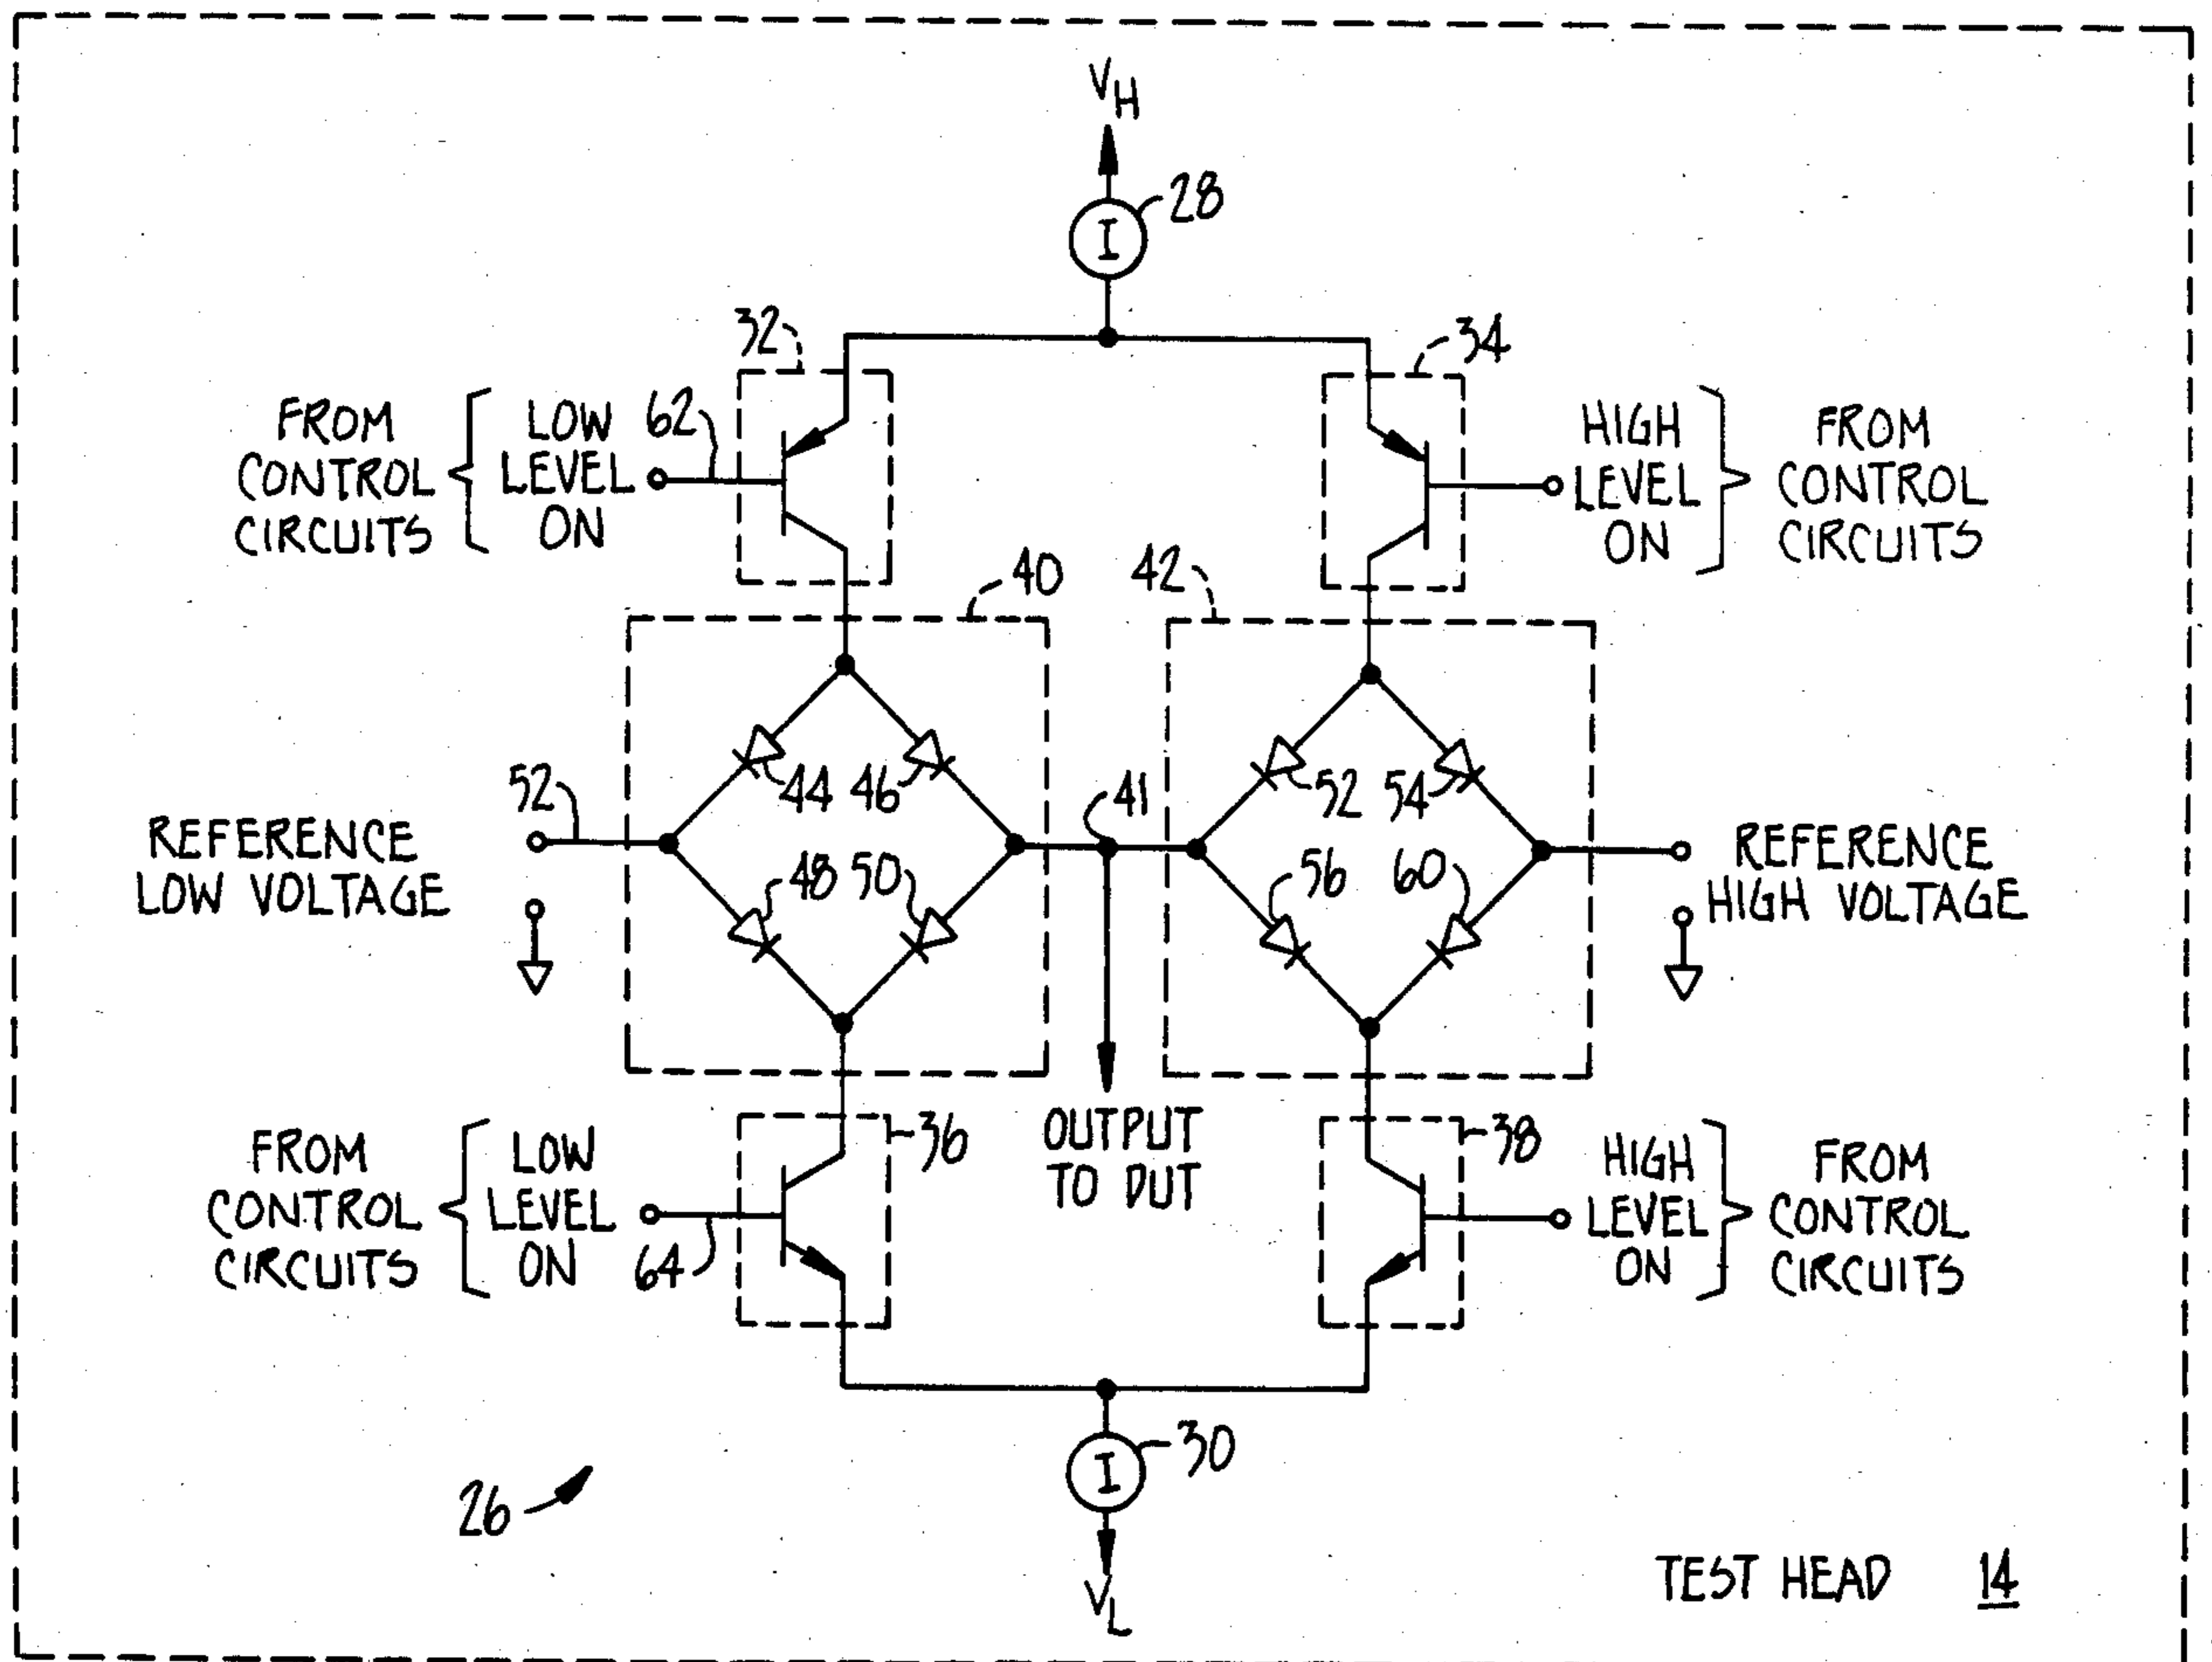 V_H
I
28
32
34
FROM
CONTROL
CIRCUITS
LOW
LEVEL
ON
62
HIGH
LEVEL
ON
FROM
CONTROL
CIRCUITS
40
42
44
46
52
54
52
41
REFERENCE
LOW VOLTAGE
48
50
56
60
REFERENCE
HIGH VOLTAGE
FROM
CONTROL
CIRCUITS
LOW
LEVEL
ON
64
36
OUTPUT
TO DUT
38
HIGH
LEVEL
ON
FROM
CONTROL
CIRCUITS
I
30
26
V_L
TEST HEAD 14